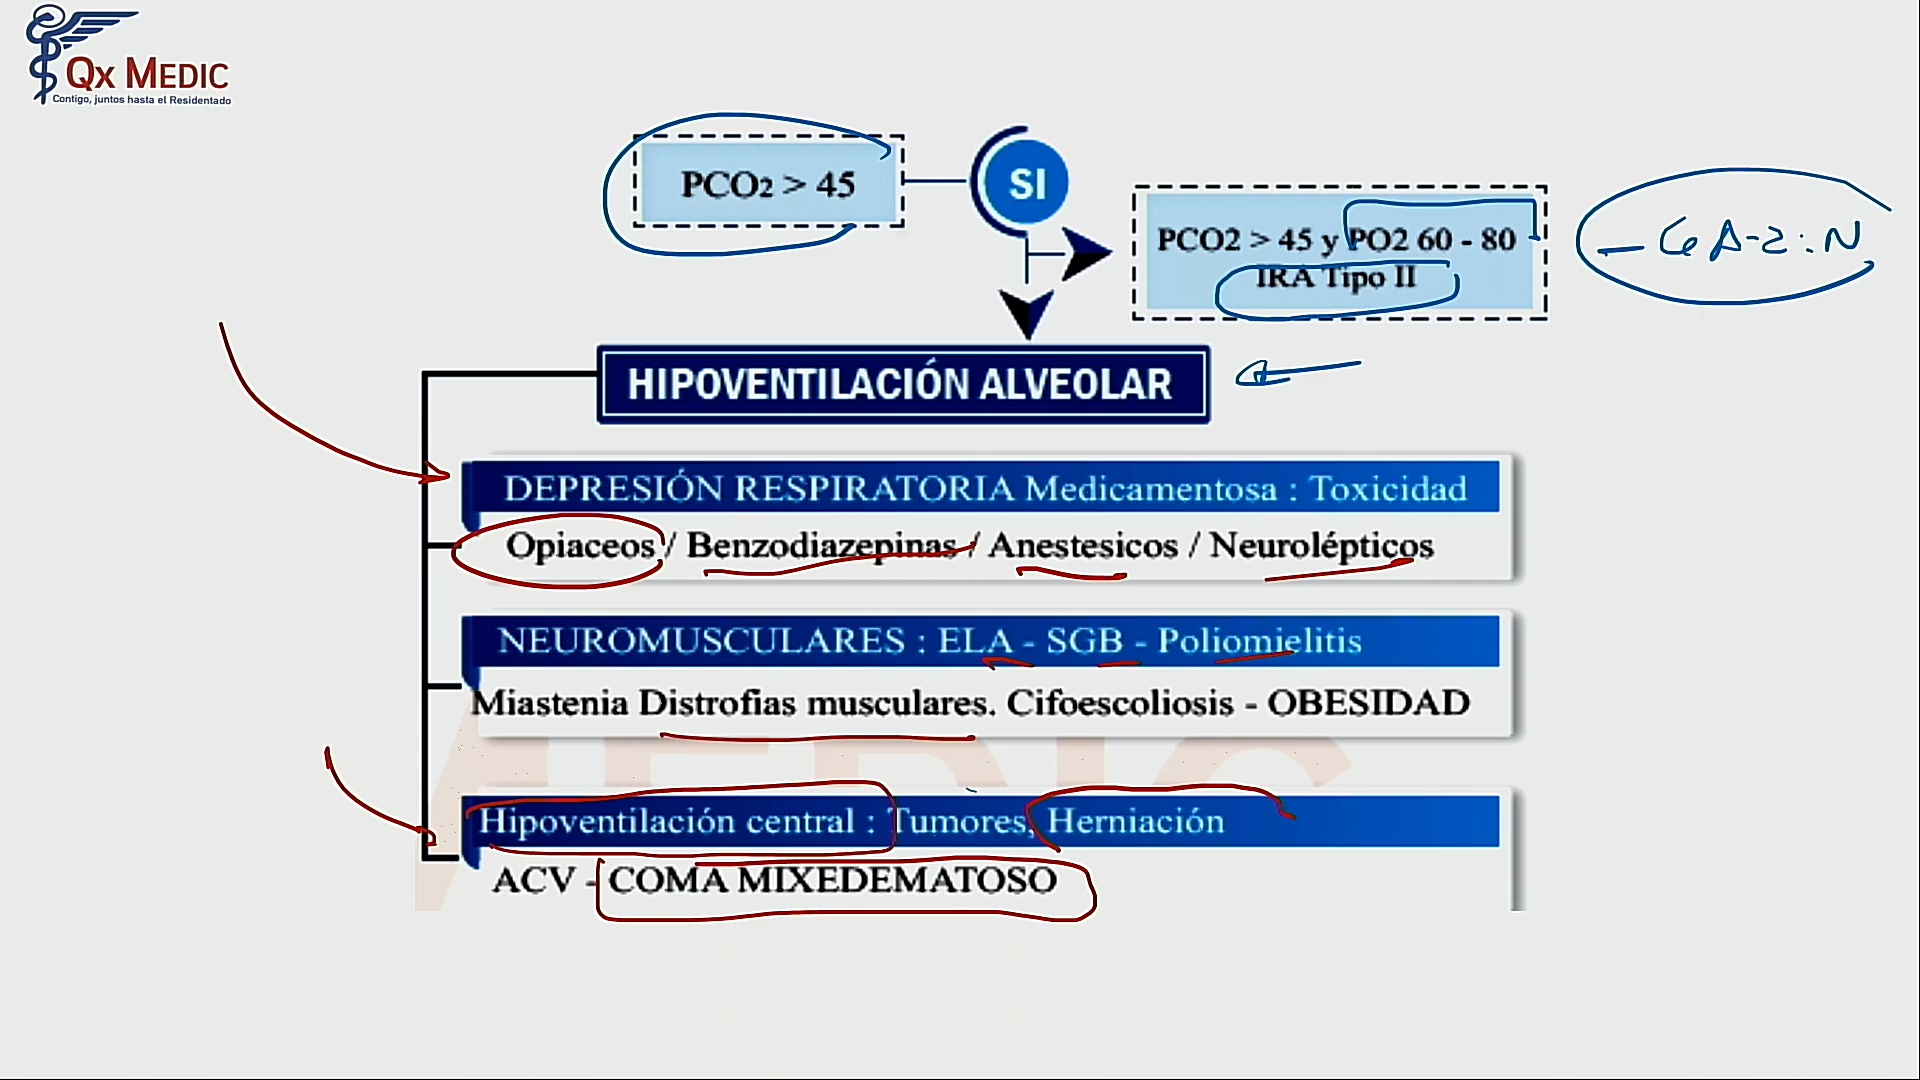 Qx MEDIC
Contigo, juntos hasta el Residentado
PCO2 > 45
SI
PCO2 > 45 y PO2 60 - 80
IRA Tipo II
HIPOVENTILACIÓN ALVEOLAR
DEPRESIÓN RESPIRATORIA Medicamentosa : Toxicidad
Opiaceos / Benzodiazepinas / Anestesicos / Neurolépticos
NEUROMUSCULARES : ELA - SGB - Poliomielitis
Miastenia Distrofias musculares. Cifoescoliosis - OBESIDAD
Hipoventilación central : Tumores, Herniación
ACV - COMA MIXEDEMATOSO